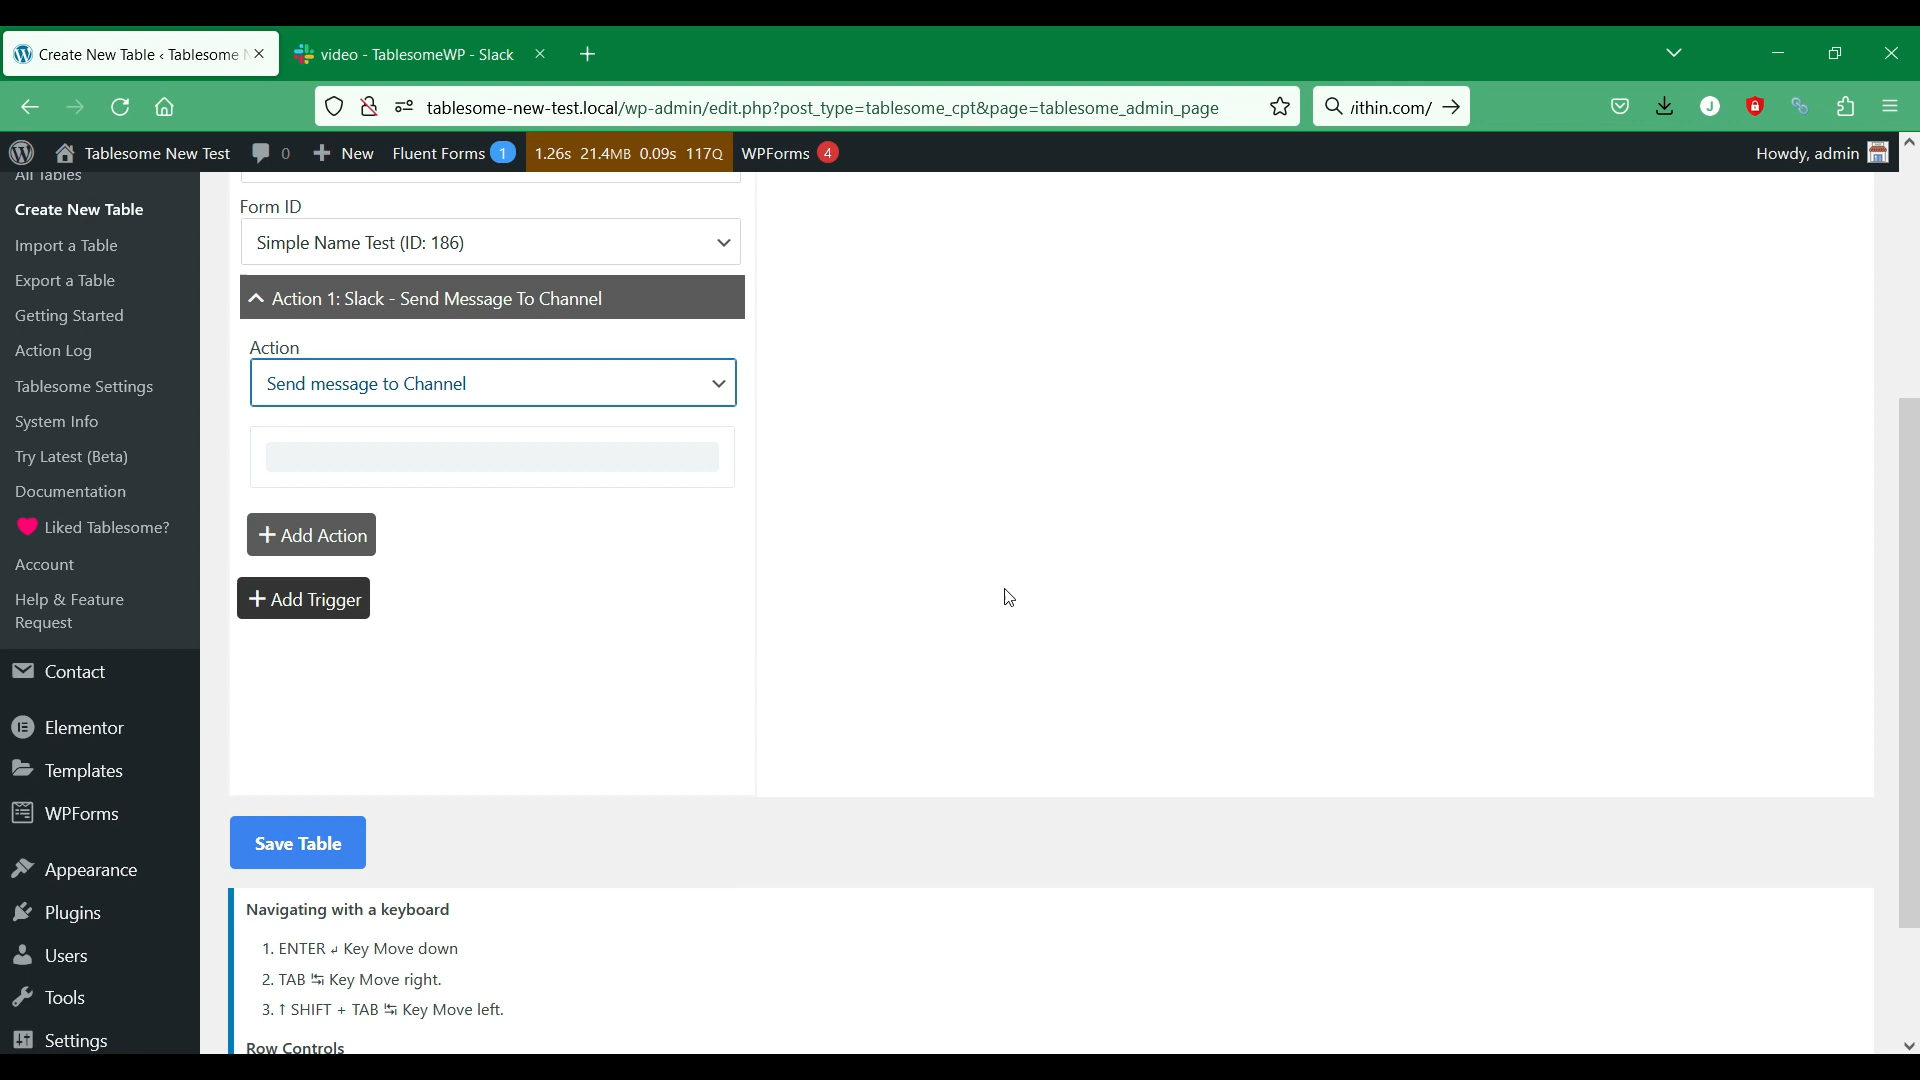 Create New Table ‹ Tablesome
video - TablesomeWP - Slack
tablesome-new-test.local/wp-admin/edit.php?post_type=tablesome_cpt&page=tablesome_admin_page
/ithin.com/
J
Tablesome New Test
0
New
Fluent Forms 1
1.26s 21.4MB 0.09s 117Q
WPForms 4
Howdy, admin
All Tables
Create New Table
Import a Table
Export a Table
Getting Started
Action Log
Tablesome Settings
System Info
Try Latest (Beta)
Documentation
Liked Tablesome?
Account
Help & Feature
Request
Contact
Elementor
Templates
WPForms
Appearance
Plugins
Users
Tools
Settings
Form ID
Simple Name Test (ID: 186)
Action 1: Slack - Send Message To Channel
Action
Send message to Channel
+ Add Action
+ Add Trigger
Save Table
Navigating with a keyboard
1. ENTER ↲ Key Move down
2. TAB ↹ Key Move right.
3. ↑ SHIFT + TAB ↹ Key Move left.
Row Controls